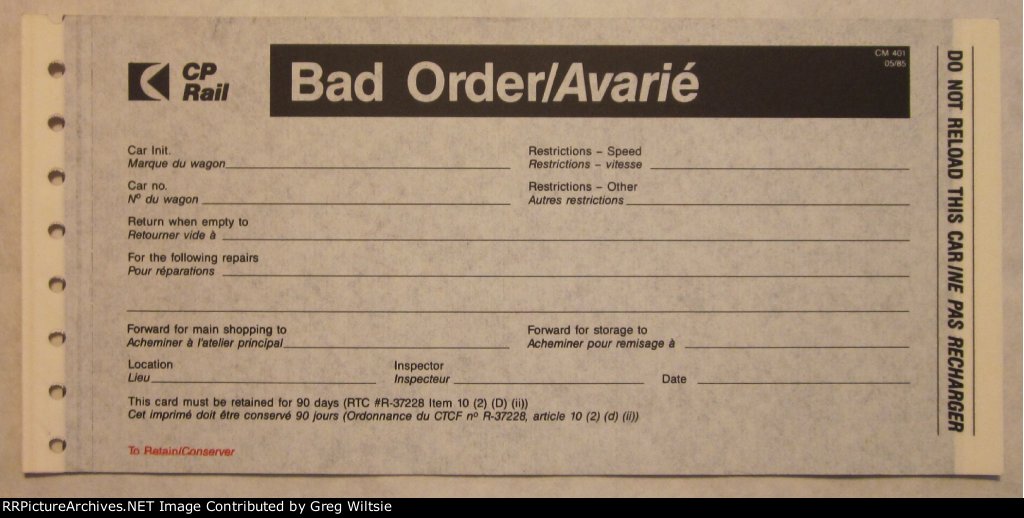 CP
Rail
Bad Order/Avarié
CM 401
05/85
Car Init.
Marque du wagon
Restrictions – Speed
Restrictions – vitesse
Car no.
Nº du wagon
Restrictions – Other
Autres restrictions
Return when empty to
Retourner vide à
For the following repairs
Pour réparations
Forward for main shopping to
Acheminer à l'atelier principal
Forward for storage to
Acheminer pour remisage à
Location
Lieu
Inspector
Inspecteur
Date
This card must be retained for 90 days (RTC #R-37228 Item 10 (2) (D) (ii))
Cet imprimé doit être conservé 90 jours (Ordonnance du CTCF nº R-37228, article 10 (2) (d) (ii))
To Retain/Conserver
DO NOT RELOAD THIS CAR/NE PAS RECHARGER
RRPictureArchives.NET Image Contributed by Greg Wiltsie